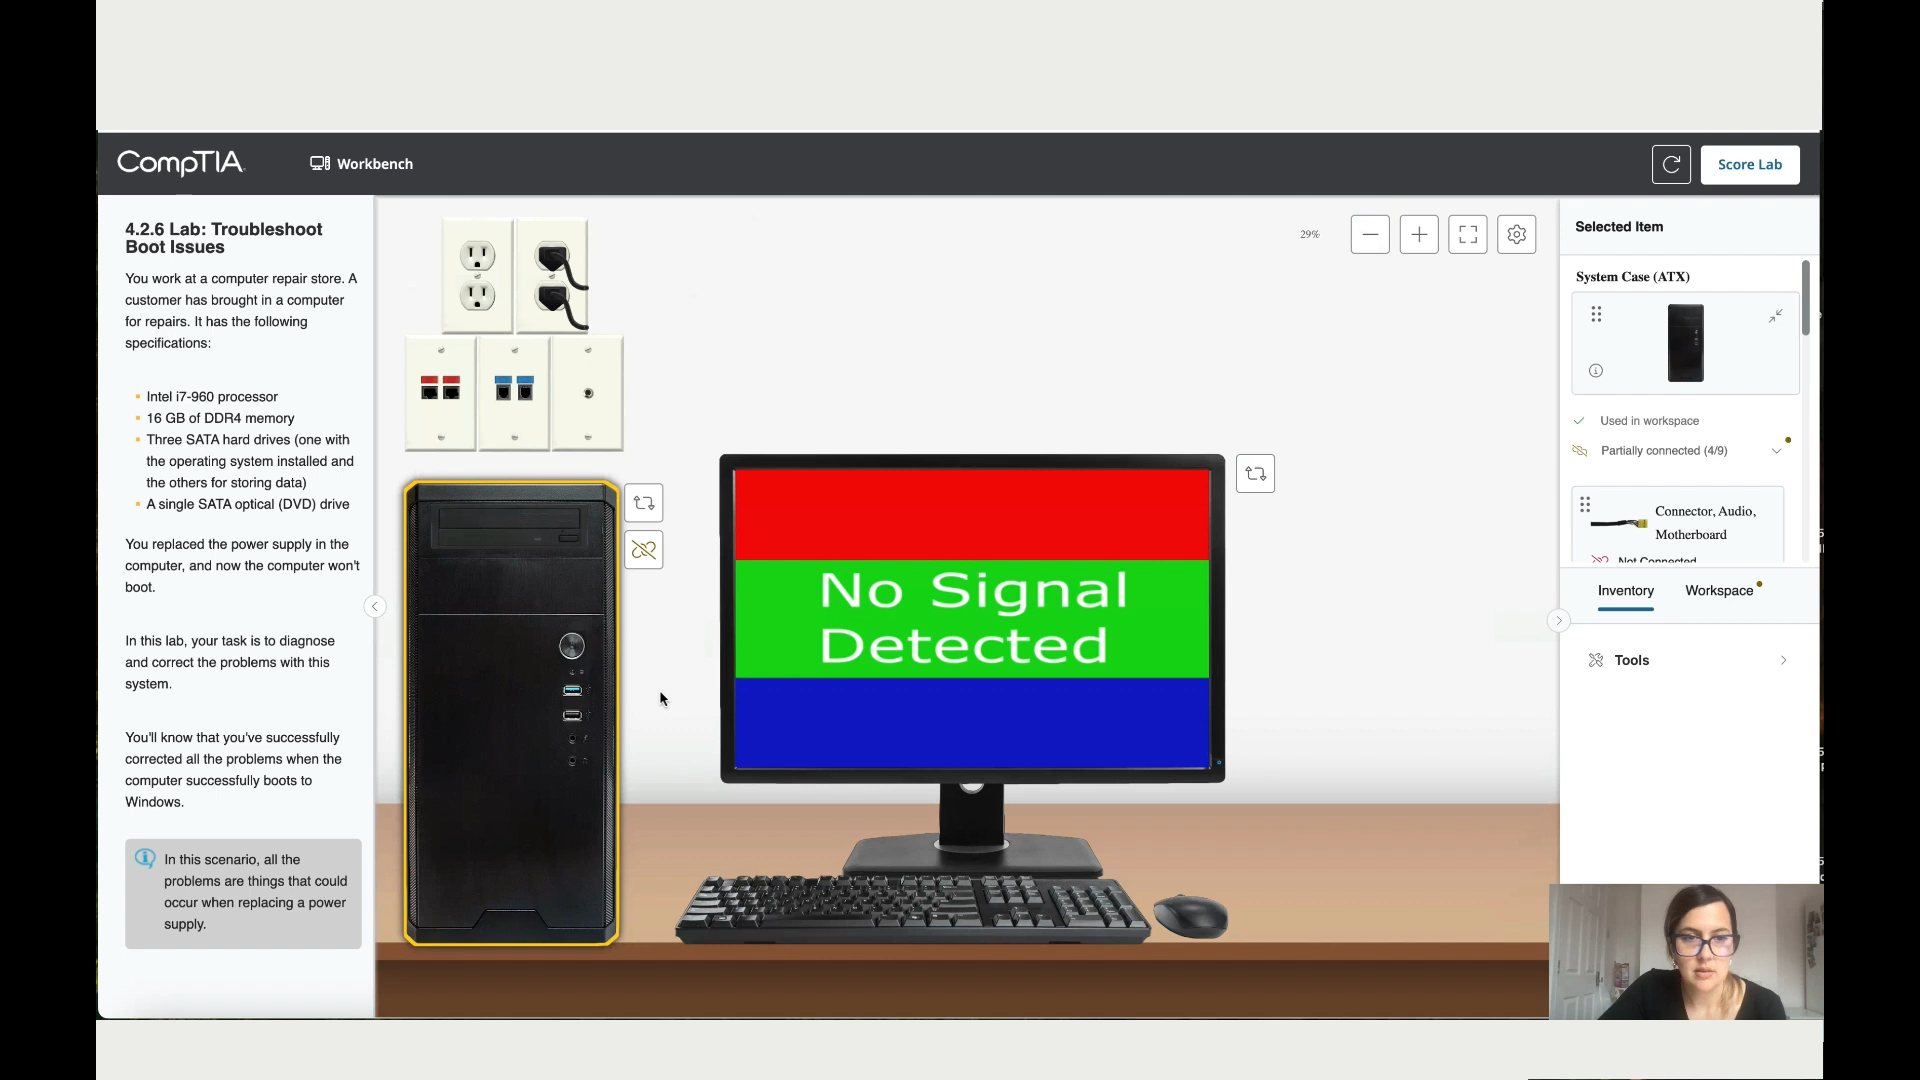 CompTIA
Workbench
Score Lab
4.2.6 Lab: Troubleshoot
Boot Issues
You work at a computer repair store. A
customer has brought in a computer
for repairs. It has the following
specifications:
Intel i7-960 processor
16 GB of DDR4 memory
Three SATA hard drives (one with
the operating system installed and
the others for storing data)
A single SATA optical (DVD) drive
You replaced the power supply in the
computer, and now the computer won't
boot.
In this lab, your task is to diagnose
and correct the problems with this
system.
You'll know that you've successfully
corrected all the problems when the
computer successfully boots to
Windows.
In this scenario, all the
problems are things that could
occur when replacing a power
supply.
29%
No Signal
Detected
Selected Item
System Case (ATX)
Used in workspace
Partially connected (4/9)
Connector, Audio,
Motherboard
Not Connected
Inventory
Workspace
Tools